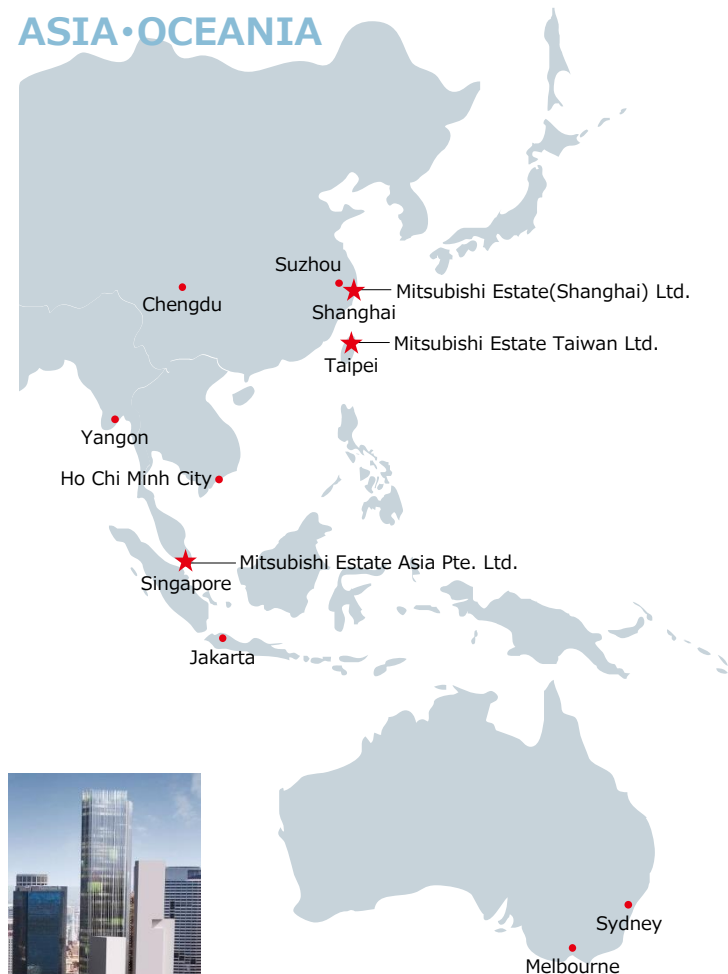 ASIA・OCEANIA
Suzhou
Chengdu
Mitsubishi Estate(Shanghai) Ltd.
Shanghai
Mitsubishi Estate Taiwan Ltd.
Taipei
Yangon
Ho Chi Minh City
Mitsubishi Estate Asia Pte. Ltd.
Singapore
Jakarta
Sydney
Melbourne